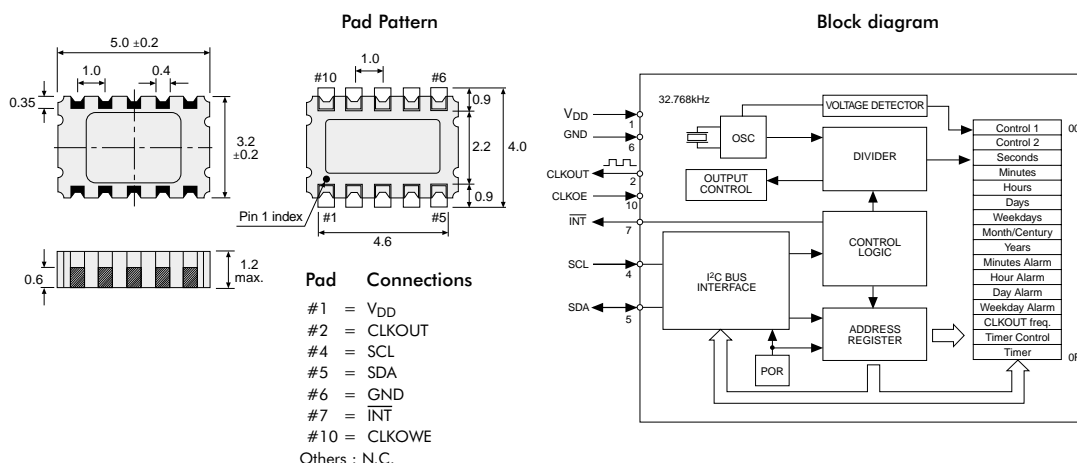 Pad Pattern
5.0 ±0.2
1.0
0.4
0.35
3.2
±0.2
#10
1.0
#6
0.9
2.2
4.0
0.9
Pin 1 index
#1
#5
4.6
0.6
1.2
max.
Pad Connections
#1 = VDD
#2 = CLKOUT
#4 = SCL
#5 = SDA
#6 = GND
#7 = I̅N̅T̅
#10 = CLKOWE
Others : N.C.
Block diagram
VDD
1
GND
6
CLKOUT
2
CLKOE
10
I̅N̅T̅
7
SCL
4
SDA
5
32.768kHz
OSC
VOLTAGE DETECTOR
DIVIDER
OUTPUT
CONTROL
CONTROL
LOGIC
I²C BUS
INTERFACE
ADDRESS
REGISTER
POR
Control 1
00
Control 2
Seconds
Minutes
Hours
Days
Weekdays
Month/Century
Years
Minutes Alarm
Hour Alarm
Day Alarm
Weekday Alarm
CLKOUT freq.
Timer Control
Timer